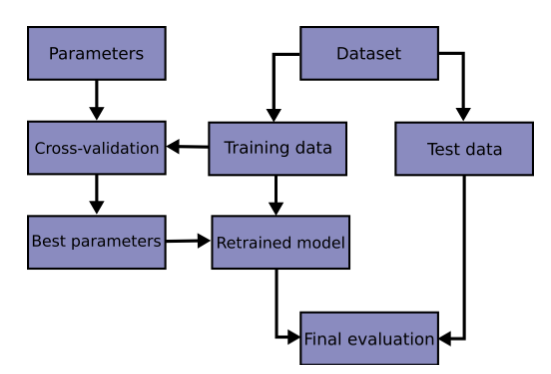 Parameters
Dataset
Cross-validation
Training data
Test data
Best parameters
Retrained model
Final evaluation